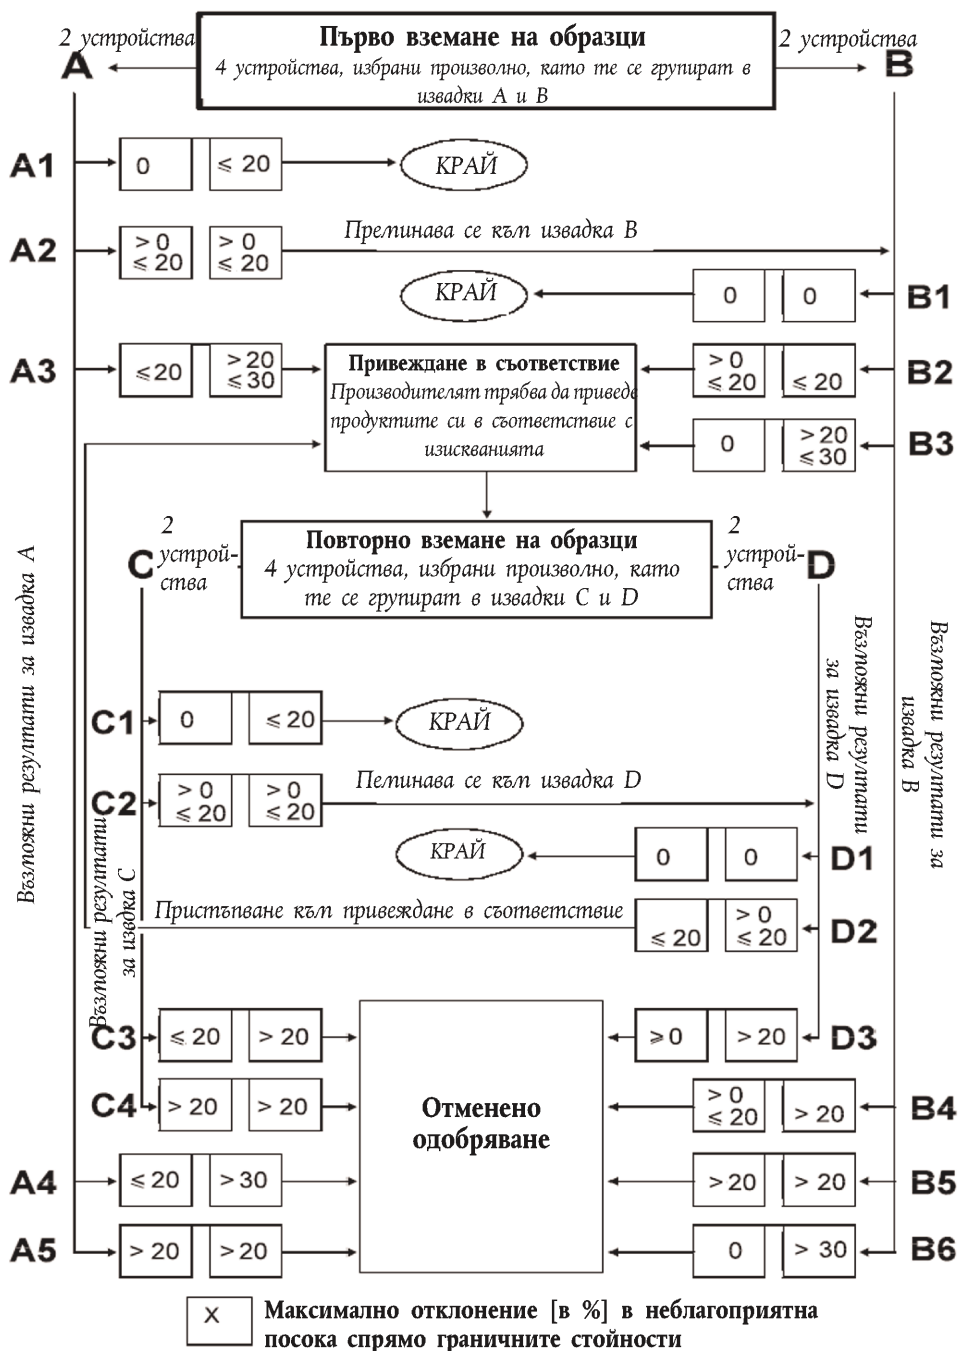 2 устройства
Първо вземане на образци
2 устройства
A
4 устройства, избрани произволно, като те се групират в
извадки A и B
B
A1
0
≤ 20
КРАЙ
A2
> 0
≤ 20
> 0
≤ 20
Преминава се към извадка B
КРАЙ
0
0
B1
A3
≤ 20
> 20
≤ 30
Привеждане в съответствие
Производителят трябва да приведе
продуктите си в съответствие с
изискванията
> 0
≤ 20
≤ 20
B2
0
> 20
≤ 30
B3
2
устрой-
ства
C
Повторно вземане на образци
4 устройства, избрани произволно, като
те се групират в извадки C и D
2
устрой-
ства
D
Възможни резултати за извадка A
Възможни резултати
за извадка D
Възможни резултати за
извадка B
C1
0
≤ 20
КРАЙ
C2
> 0
≤ 20
> 0
≤ 20
Пеминава се към извадка D
Възможни резултати
за извдка C
КРАЙ
0
0
D1
Пристъпване към привеждане в съответствие
≤ 20
> 0
≤ 20
D2
C3
≤ 20
> 20
≥ 0
> 20
D3
C4
> 20
> 20
Отменено
одобряване
> 0
≤ 20
> 20
B4
A4
≤ 20
> 30
> 20
> 20
B5
A5
> 20
> 20
0
> 30
B6
X
Максимално отклонение [в %] в неблагоприятна
посока спрямо граничните стойности